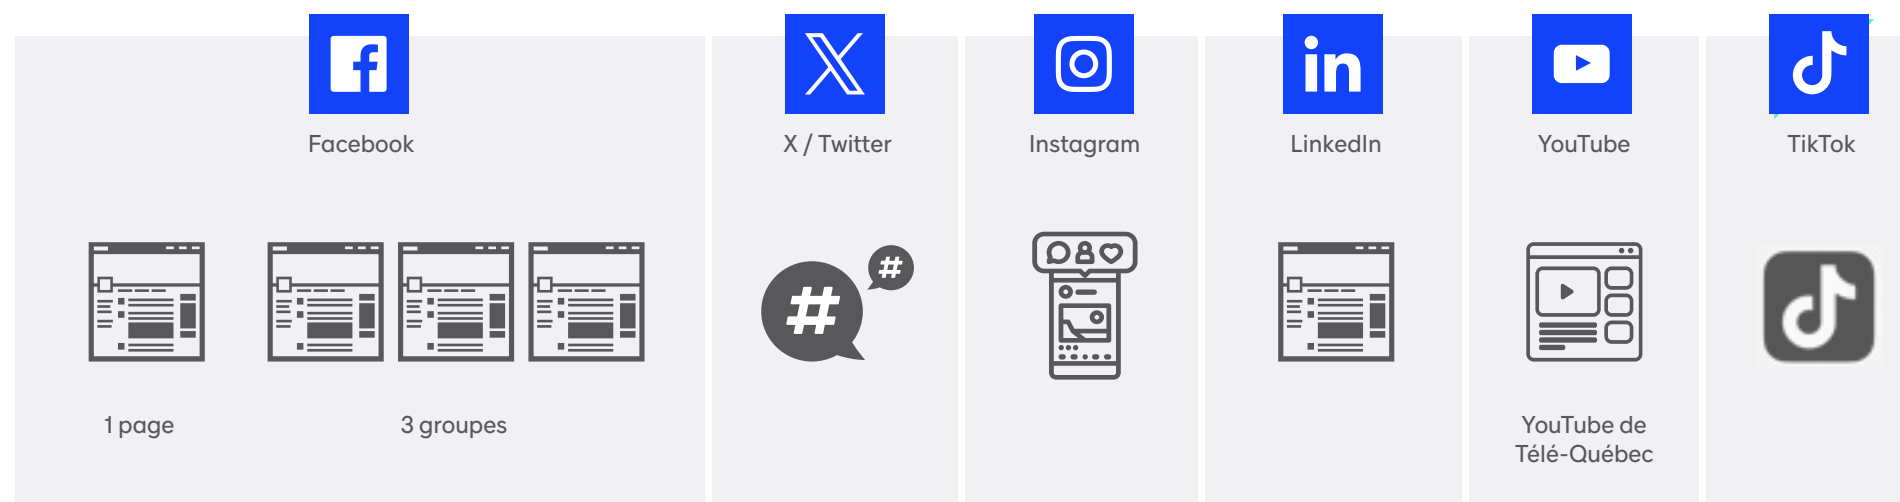 Facebook
X / Twitter
Instagram
LinkedIn
YouTube
TikTok
# #
1 page
3 groupes
YouTube de
Télé-Québec